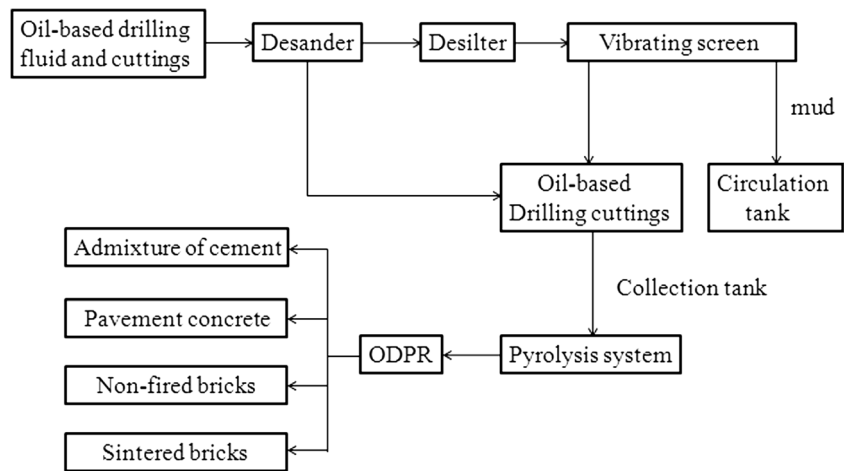 Oil-based drilling
fluid and cuttings
Desander
Desilter
Vibrating screen
mud
Oil-based
Drilling cuttings
Circulation
tank
Admixture of cement
Collection tank
Pavement concrete
ODPR
Pyrolysis system
Non-fired bricks
Sintered bricks